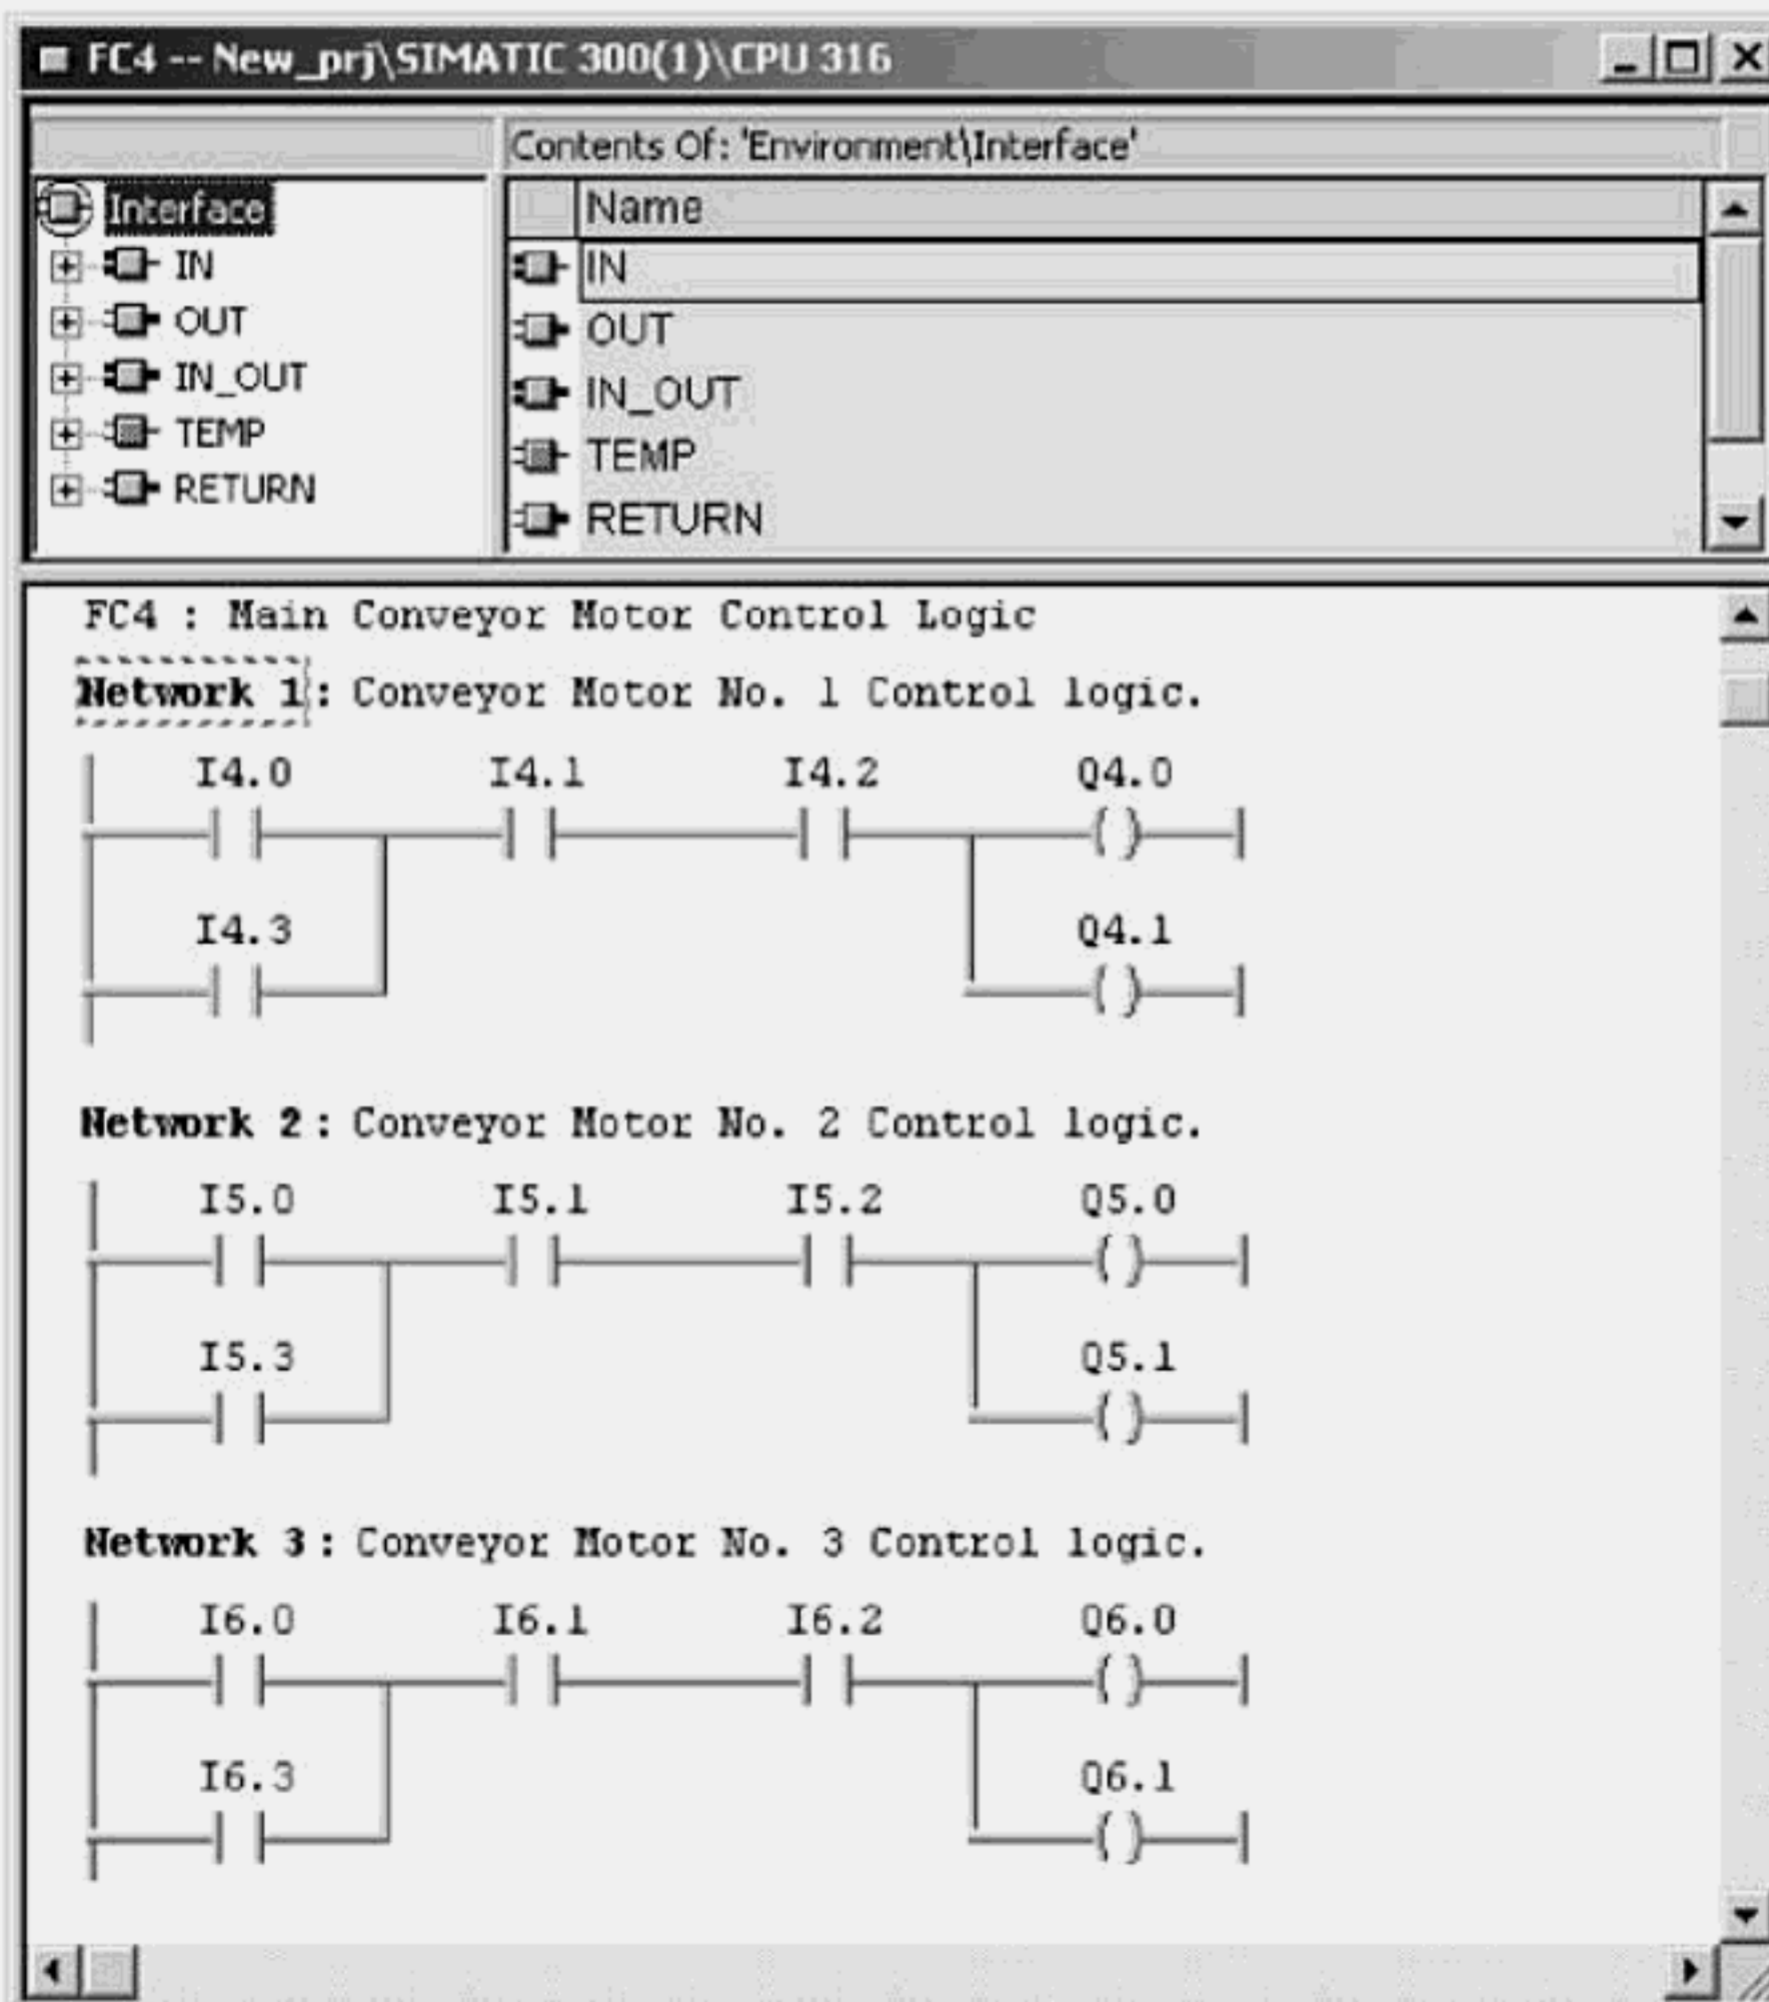 FC4 -- New_prj\SIMATIC 300(1)\CPU 316
Contents Of: 'Environment\Interface'
Interface
IN
OUT
IN_OUT
TEMP
RETURN
Name
IN
OUT
IN_OUT
TEMP
RETURN
FC4 : Main Conveyor Motor Control Logic
Network 1: Conveyor Motor No. 1 Control logic.
I4.0 I4.1 I4.2 Q4.0
I4.3 Q4.1
Network 2: Conveyor Motor No. 2 Control logic.
I5.0 I5.1 I5.2 Q5.0
I5.3 Q5.1
Network 3: Conveyor Motor No. 3 Control logic.
I6.0 I6.1 I6.2 Q6.0
I6.3 Q6.1